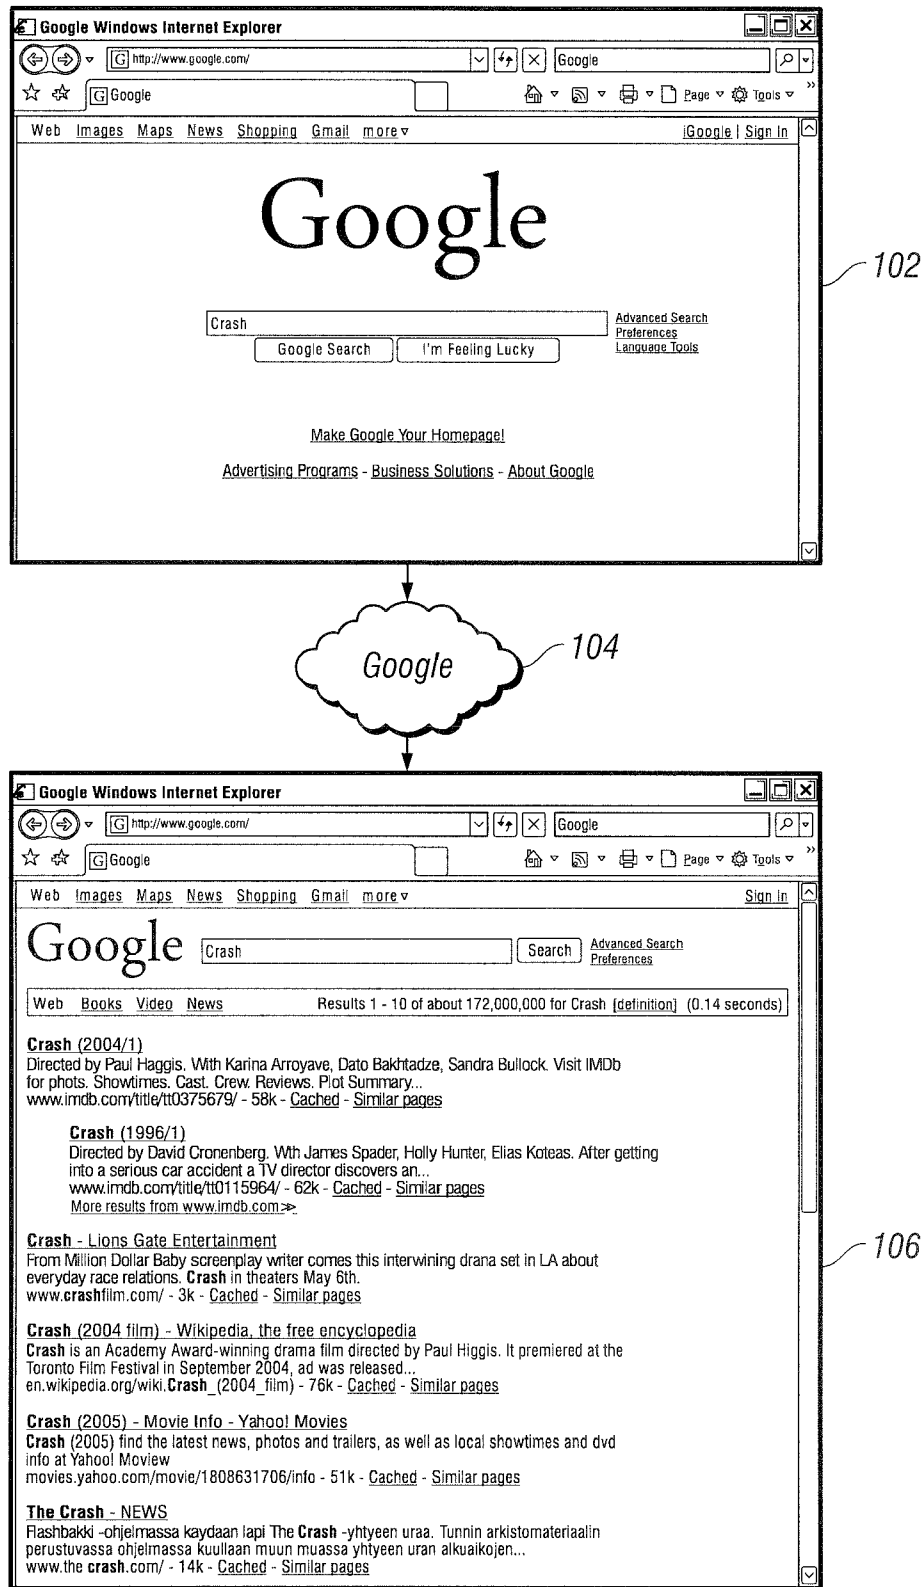 Google Windows Internet Explorer
G http://www.google.com/ Google
G Google Page Tools »
Web Images Maps News Shopping Gmail more iGoogle | Sign In
Google
102
Crash
Advanced Search
Preferences
Language Tools
Google Search I'm Feeling Lucky
Make Google Your Homepage!
Advertising Programs - Business Solutions - About Google
Google
104
Google Windows Internet Explorer
G http://www.google.com/ Google
G Google Page Tools »
Web Images Maps News Shopping Gmail more Sign In
Google Crash Search Advanced Search
Preferences
Web Books Video News Results 1 - 10 of about 172,000,000 for Crash [definition] (0.14 seconds)
Crash (2004/1)
Directed by Paul Haggis. With Karina Arroyave, Dato Bakhtadze, Sandra Bullock. Visit IMDb
for phots. Showtimes. Cast. Crew. Reviews. Plot Summary...
www.imdb.com/title/tt0375679/ - 58k - Cached - Similar pages
Crash (1996/1)
Directed by David Cronenberg. Wth James Spader, Holly Hunter, Elias Koteas. After getting
into a serious car accident a TV director discovers an...
www.imdb.com/title/tt0115964/ - 62k - Cached - Similar pages
More results from www.imdb.com≫
Crash - Lions Gate Entertainment
From Million Dollar Baby screenplay writer comes this interwining drana set in LA about
everyday race relations. Crash in theaters May 6th.
www.crashfilm.com/ - 3k - Cached - Similar pages
106
Crash (2004 film) - Wikipedia, the free encyclopedia
Crash is an Academy Award-winning drama film directed by Paul Higgis. It premiered at the
Toronto Film Festival in September 2004, ad was released...
en.wikipedia.org/wiki.Crash_(2004_film) - 76k - Cached - Similar pages
Crash (2005) - Movie Info - Yahoo! Movies
Crash (2005) find the latest news, photos and trailers, as well as local showtimes and dvd
info at Yahoo! Moview
movies.yahoo.com/movie/1808631706/info - 51k - Cached - Similar pages
The Crash - NEWS
Flashbakki -ohjelmassa kaydaan lapi The Crash -yhtyeen uraa. Tunnin arkistomateriaalin
perustuvassa ohjelmassa kuullaan muun muassa yhtyeen uran alkuaikojen...
www.the crash.com/ - 14k - Cached - Similar pages